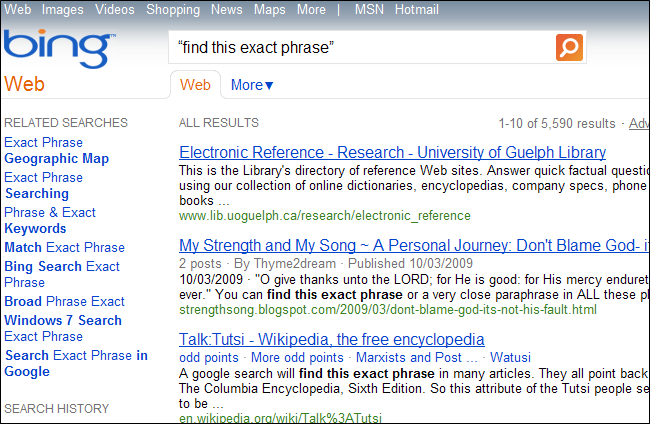 Web Images Videos Shopping News Maps More | MSN Hotmail
bing
“find this exact phrase”
Web
Web More▼
RELATED SEARCHES
Exact Phrase
Geographic Map
Exact Phrase
Searching
Phrase & Exact
Keywords
Match Exact Phrase
Bing Search Exact
Phrase
Broad Phrase Exact
Windows 7 Search
Exact Phrase
Search Exact Phrase in
Google
SEARCH HISTORY
ALL RESULTS 1-10 of 5,590 results · Adv
Electronic Reference - Research - University of Guelph Library
This is the Library's directory of reference Web sites. Answer quick factual questi
using our collection of online dictionaries, encyclopedias, company specs, phone
books ...
www.lib.uoguelph.ca/research/electronic_reference
My Strength and My Song ~ A Personal Journey: Don't Blame God- i
2 posts · By Thyme2dream · Published 10/03/2009
10/03/2009 · "O give thanks unto the LORD; for He is good: for His mercy enduret
ever." You can find this exact phrase or a very close paraphrase in ALL these pl
strengthsong.blogspot.com/2009/03/dont-blame-god-its-not-his-fault.html
Talk:Tutsi - Wikipedia, the free encyclopedia
odd points · More odd points · Marxists and Post ... · Watusi
A google search will find this exact phrase in many articles. They all point back
The Columbia Encyclopedia, Sixth Edition. So this attribute of the Tutsi people se
to be ...
en.wikipedia.org/wiki/Talk%3ATutsi